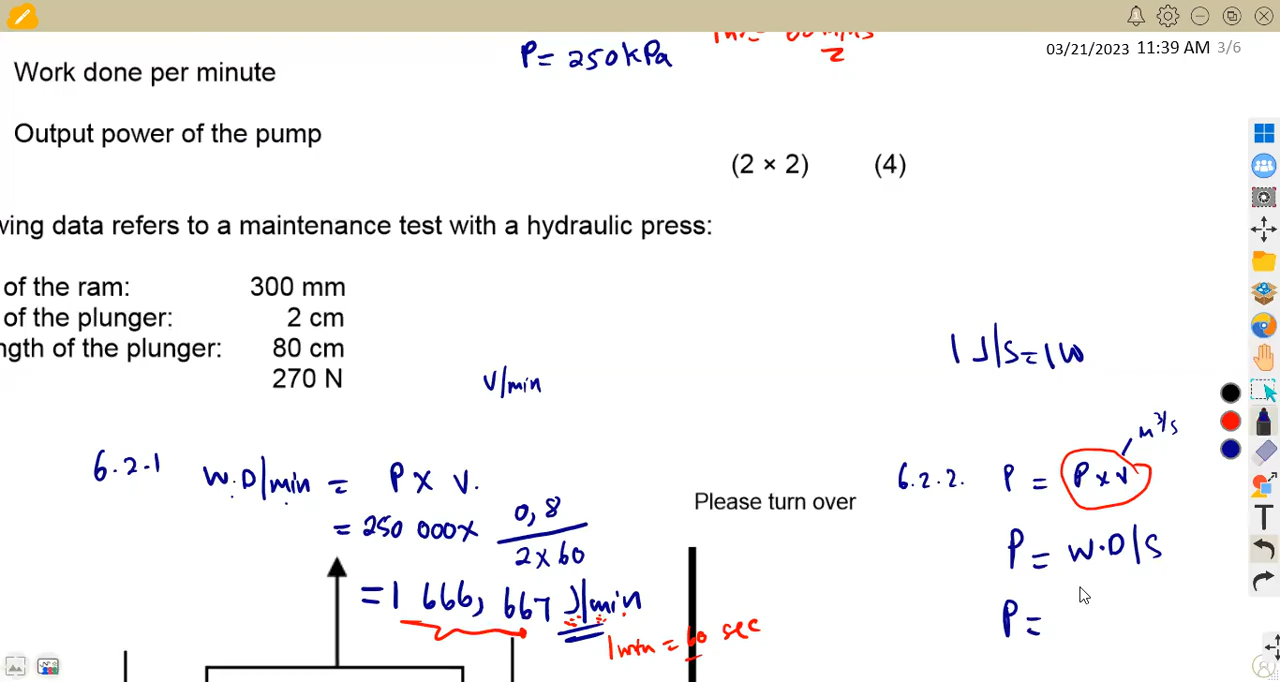 03/21/2023 11:39 AM 3/6
P = 250kPa
Work done per minute
Output power of the pump
(2 × 2) (4)
wing data refers to a maintenance test with a hydraulic press:
of the ram: 300 mm
of the plunger: 2 cm
ngth of the plunger: 80 cm
270 N
1 J/S = 1W
V/min
m³/s
6.2.1 W.D/min = P x V.
= 250 000 x 0,8 / 2 x 60
= 1 666, 667 J/min
1 min = 60 sec
Please turn over
6.2.2. P = P x V
P = W.D/S
P =